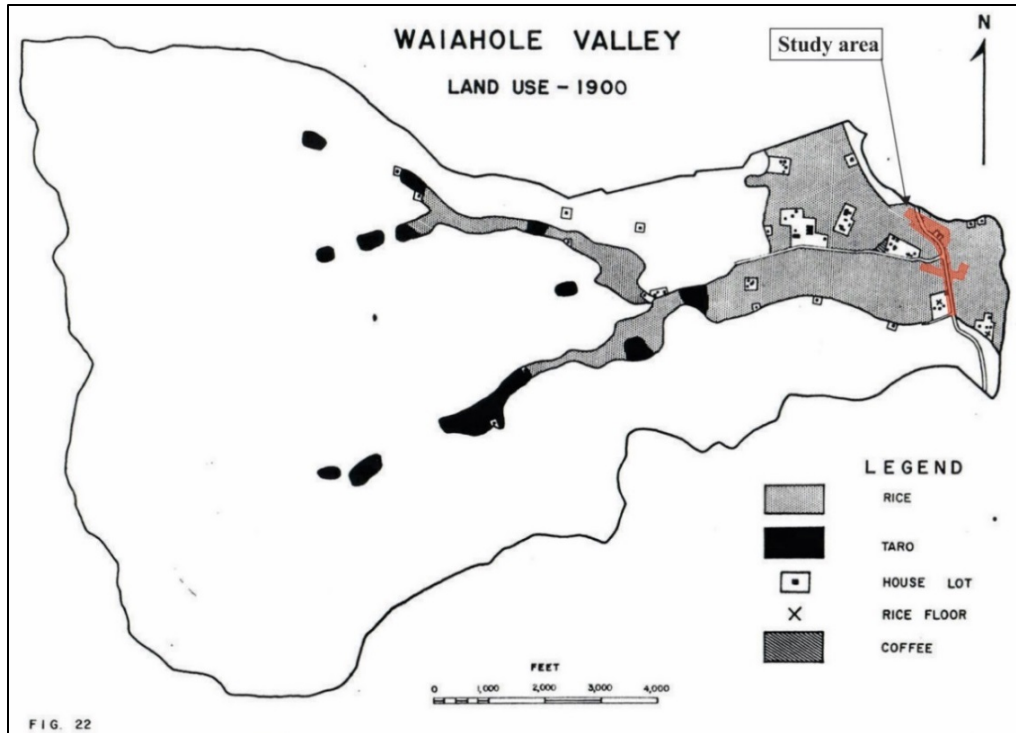 WAIAHOLE VALLEY
LAND USE – 1900
Study area
N
LEGEND
RICE
TARO
HOUSE LOT
RICE FLOOR
COFFEE
FEET
0 1,000 2,000 3,000 4,000
FIG. 22